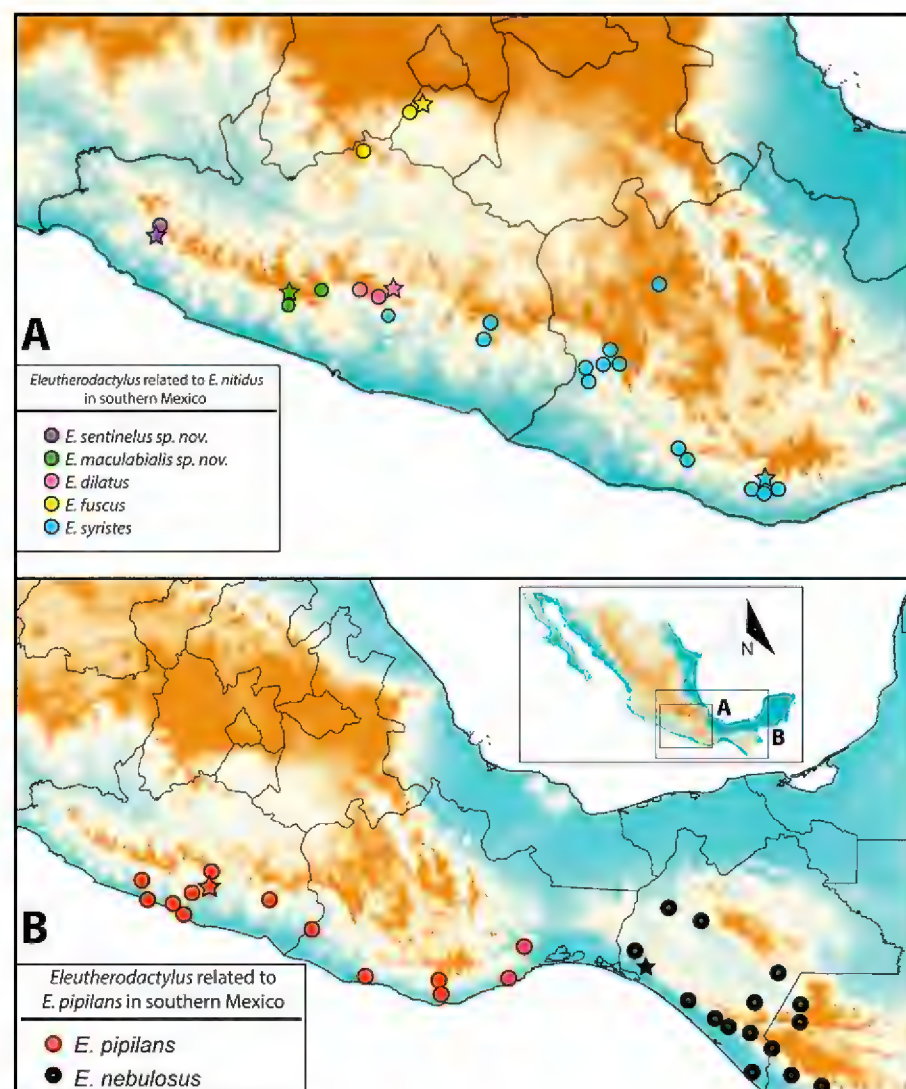 A
Eleutherodactylus related to E. nitidus
in southern Mexico
E. sentinelus sp. nov.
E. maculabialis sp. nov.
E. dilatus
E. fuscus
E. syristes
N
A
B
B
Eleutherodactylus related to
E. pipilans in southern Mexico
E. pipilans
E. nebulosus